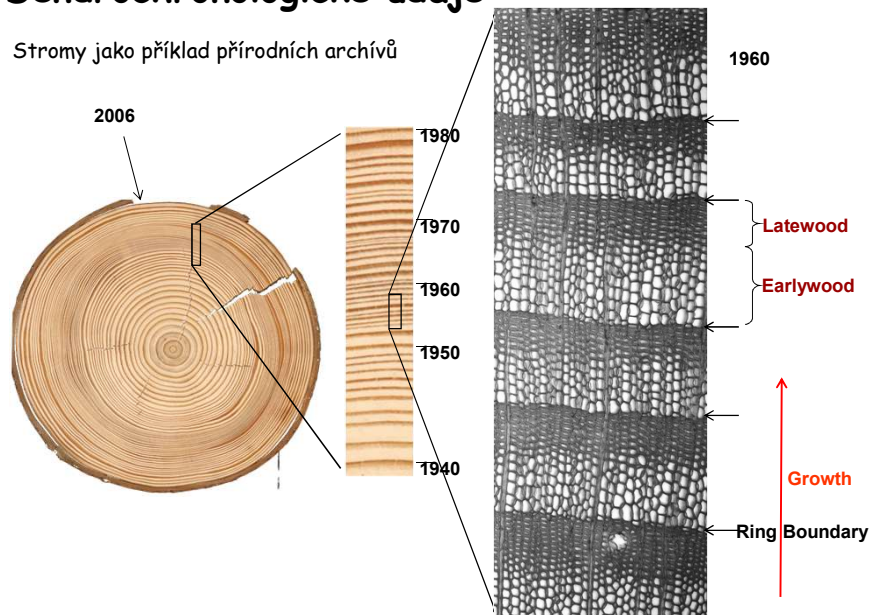 Stromy jako příklad přírodních archívů
2006
1980
1970
1960
1950
1940
1960
Latewood
Earlywood
Growth
Ring Boundary